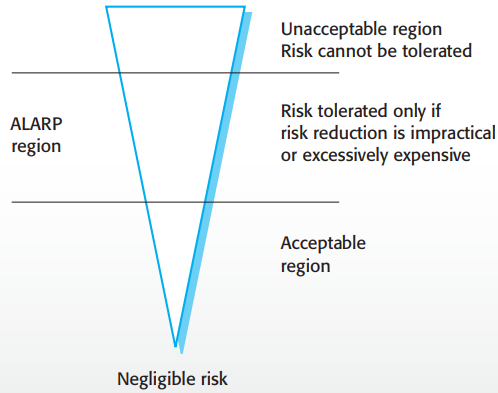 Unacceptable region
Risk cannot be tolerated
ALARP
region
Risk tolerated only if
risk reduction is impractical
or excessively expensive
Acceptable
region
Negligible risk